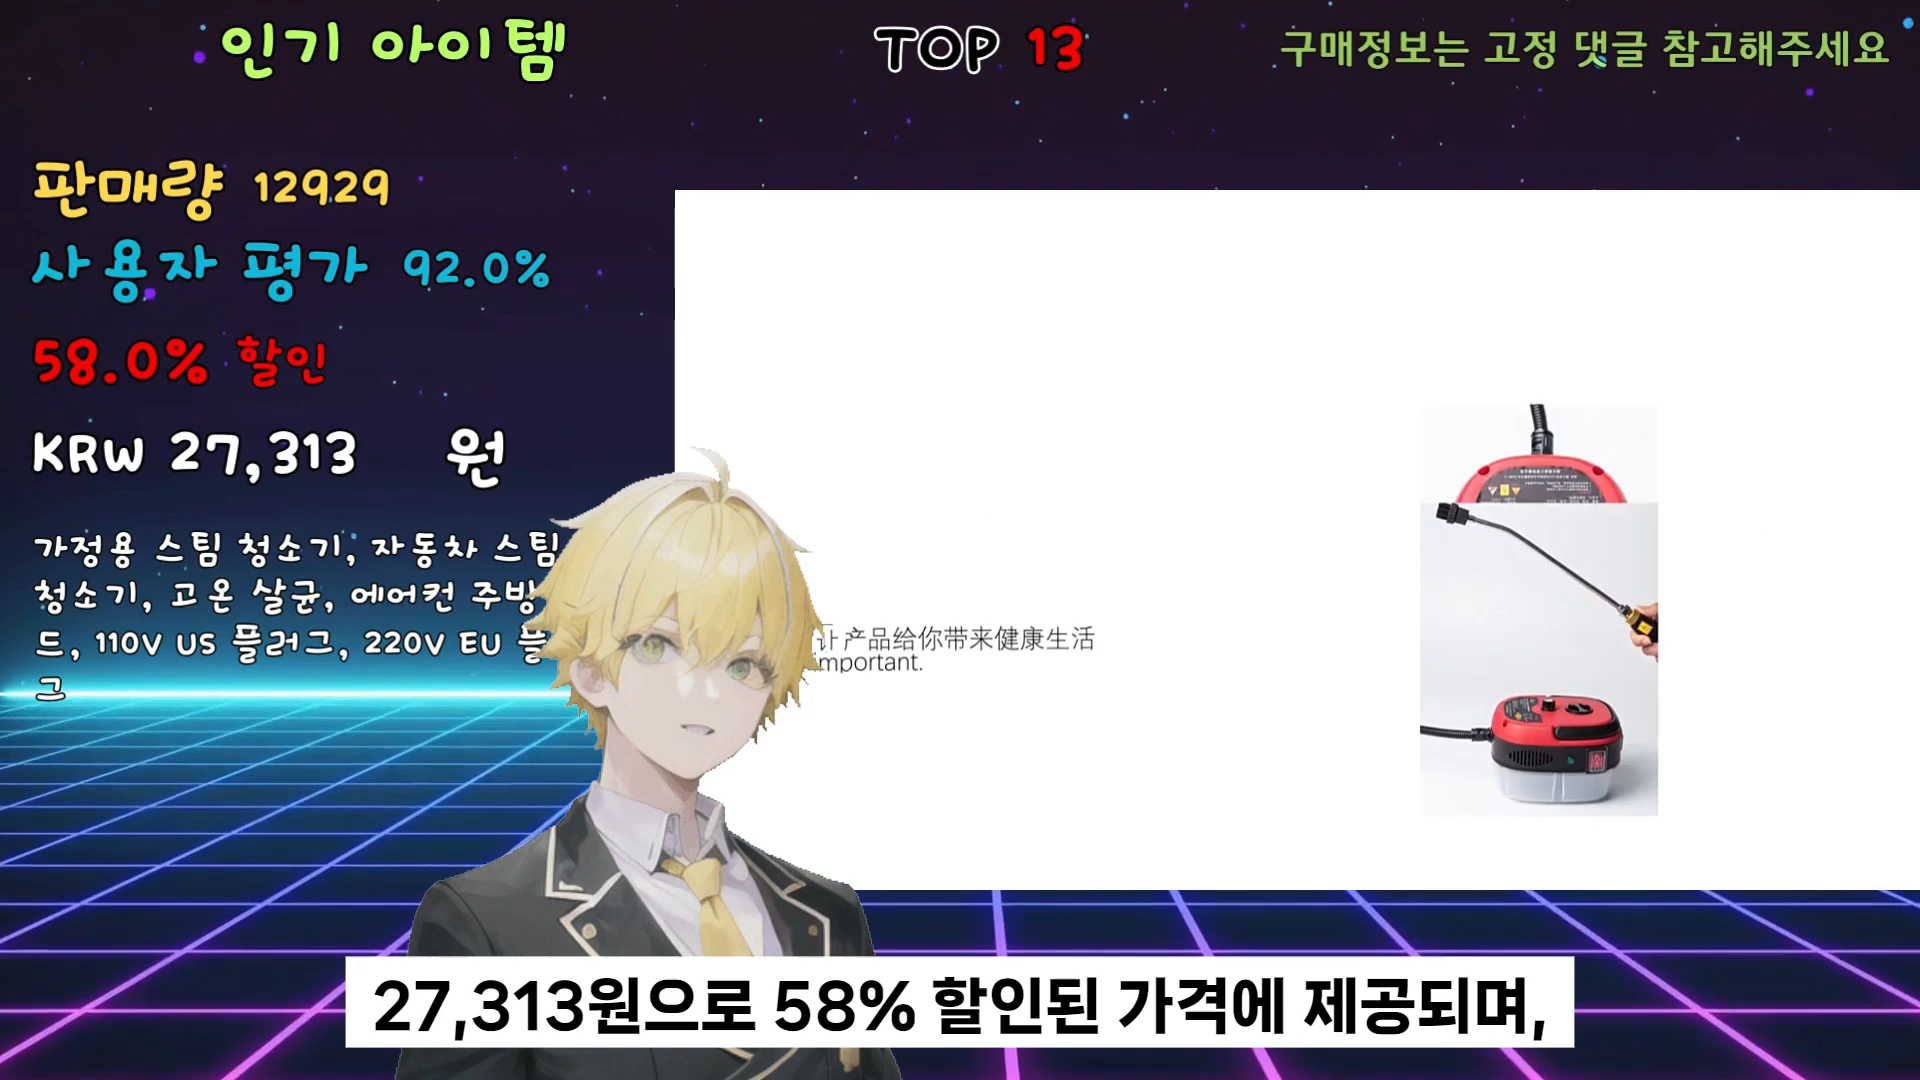 인기 아이템
TOP 13
구매정보는 고정 댓글 참고해주세요
판매량 12929
사용자 평가 92.0%
58.0% 할인
KRW 27,313 원
가정용 스팀 청소기, 자동차 스팀
청소기, 고온 살균, 에어컨 주방
드, 110V US 플러그, 220V EU 플
그
产品给你带来健康生活
important.
27,313원으로 58% 할인된 가격에 제공되며,